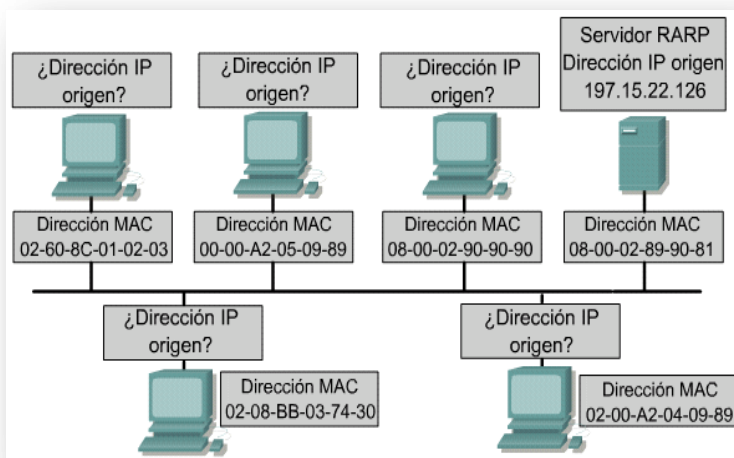 ¿Dirección IP
origen?
¿Dirección IP
origen?
¿Dirección IP
origen?
Servidor RARP
Dirección IP origen
197.15.22.126
Dirección MAC
02-60-8C-01-02-03
Dirección MAC
00-00-A2-05-09-89
Dirección MAC
08-00-02-90-90-90
Dirección MAC
08-00-02-89-90-81
¿Dirección IP
origen?
Dirección MAC
02-08-BB-03-74-30
¿Dirección IP
origen?
Dirección MAC
02-00-A2-04-09-89